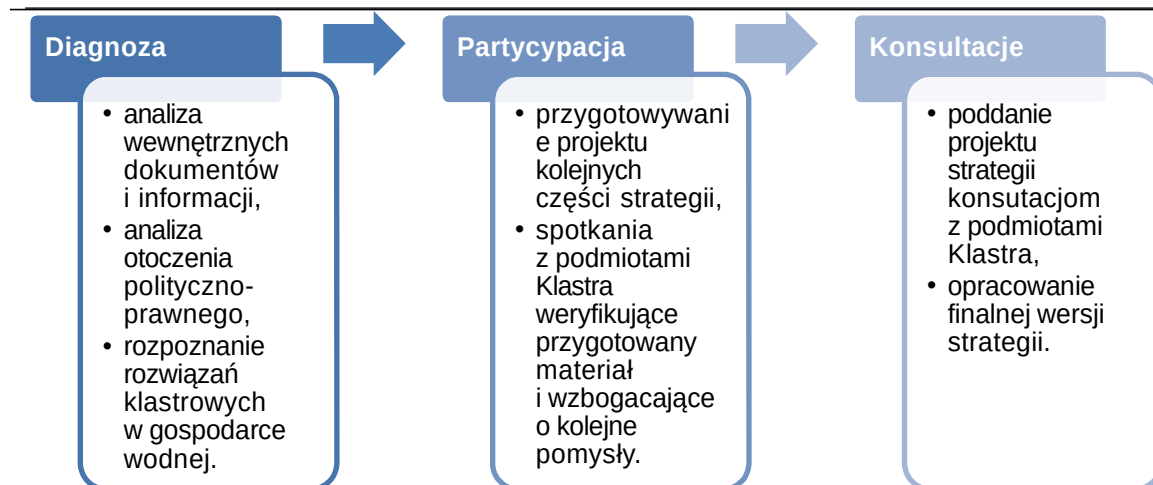 Diagnoza
• analiza
wewnętrznych
dokumentów
i informacji,
• analiza
otoczenia
polityczno-
prawnego,
• rozpoznanie
rozwiązań
klastrowych
w gospodarce
wodnej.
Partycypacja
• przygotowywani
e projektu
kolejnych
części strategii,
• spotkania
z podmiotami
Klastra
weryfikujące
przygotowany
materiał
i wzbogacające
o kolejne
pomysły.
Konsultacje
• poddanie
projektu
strategii
konsutacjom
z podmiotami
Klastra,
• opracowanie
finalnej wersji
strategii.